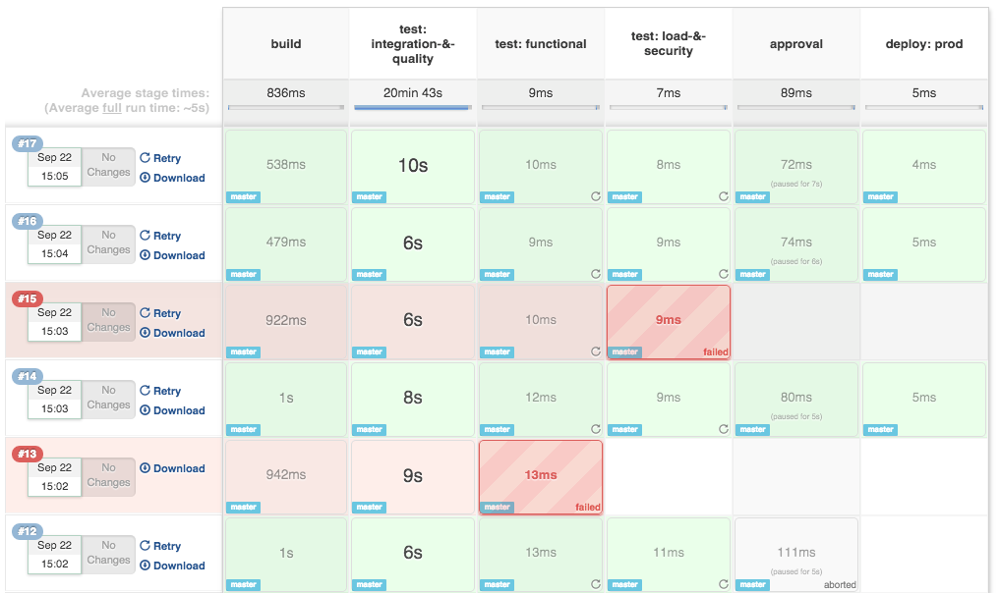 build
test:
integration-&-
quality
test: functional
test: load-&-
security
approval
deploy: prod
Average stage times:
(Average full run time: ~5s)
836ms
20min 43s
9ms
7ms
89ms
5ms
#17
Sep 22
15:05
No
Changes
Retry
Download
538ms
master
10s
master
10ms
master
8ms
master
72ms
(paused for 7s)
master
4ms
master
#16
Sep 22
15:04
No
Changes
Retry
Download
479ms
master
6s
master
9ms
master
9ms
master
74ms
(paused for 6s)
master
5ms
master
#15
Sep 22
15:03
No
Changes
Retry
Download
922ms
master
6s
master
10ms
master
9ms
master
failed
#14
Sep 22
15:03
No
Changes
Retry
Download
1s
master
8s
master
12ms
master
9ms
master
80ms
(paused for 5s)
master
5ms
master
#13
Sep 22
15:02
No
Changes
Download
942ms
master
9s
master
13ms
master
failed
#12
Sep 22
15:02
No
Changes
Retry
Download
1s
master
6s
master
13ms
master
11ms
master
111ms
(paused for 5s)
master
aborted